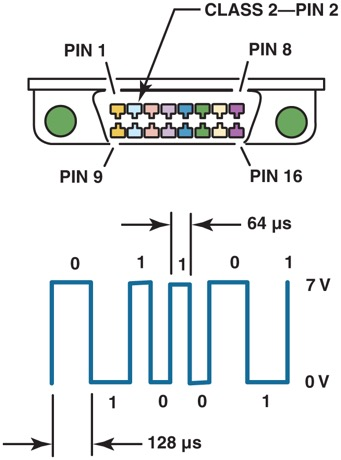 CLASS 2—PIN 2
PIN 1
PIN 8
PIN 9
PIN 16
64 µs
0 1 1 0 1
7 V
0 V
1 0 0 1
128 µs